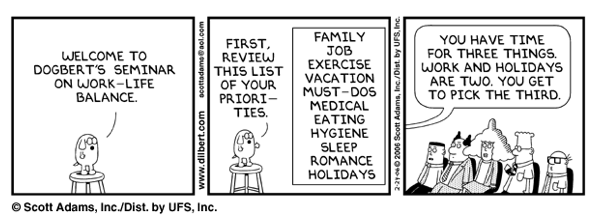 WELCOME TO
DOGBERT'S SEMINAR
ON WORK-LIFE
BALANCE.
www.dilbert.com
scottadams@aol.com
FIRST,
REVIEW
THIS LIST
OF YOUR
PRIORI-
TIES.
FAMILY
JOB
EXERCISE
VACATION
MUST-DOS
MEDICAL
EATING
HYGIENE
SLEEP
ROMANCE
HOLIDAYS
2-27-06 © 2006 Scott Adams, Inc./Dist. by UFS, Inc.
YOU HAVE TIME
FOR THREE THINGS.
WORK AND HOLIDAYS
ARE TWO. YOU GET
TO PICK THE THIRD.
© Scott Adams, Inc./Dist. by UFS, Inc.